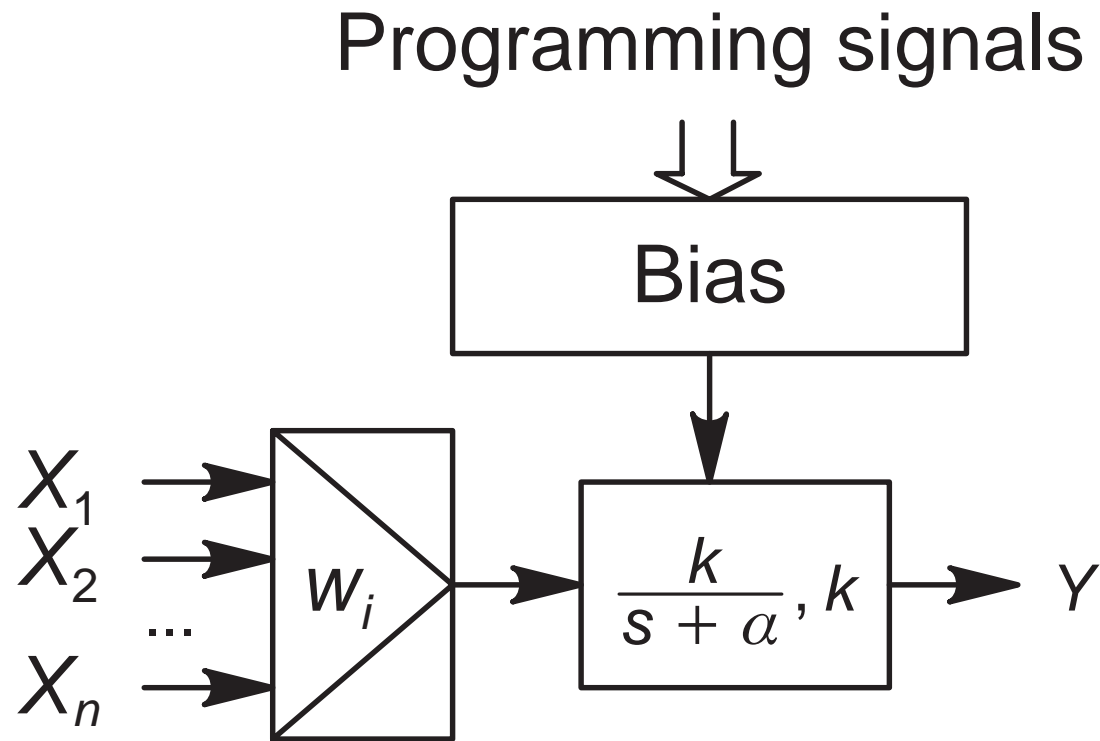 Programming signals
Bias
X₁
X₂
...
Xₙ
wᵢ
k/(s + α), k
Y